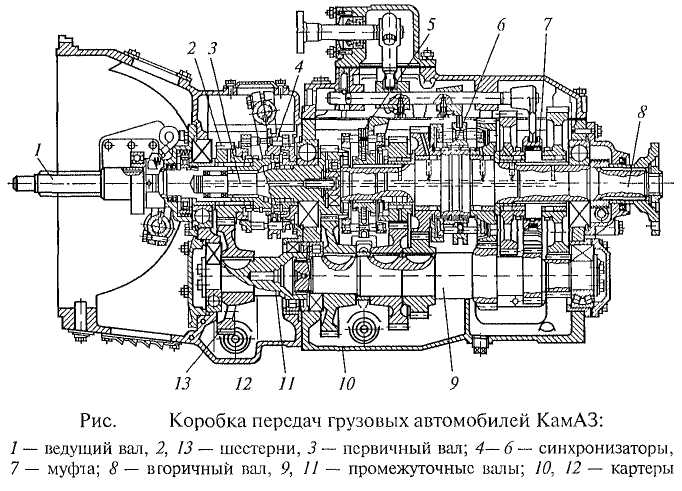 5 6 7
2 3 4
8
1
13 12 11 10 9
Рис. Коробка передач грузовых автомобилей КамАЗ:
1 — ведущий вал, 2, 13 — шестерни, 3 — первичный вал; 4—6 — синхронизаторы,
7 — муфта; 8 — вторичный вал, 9, 11 — промежуточные валы; 10, 12 — картеры